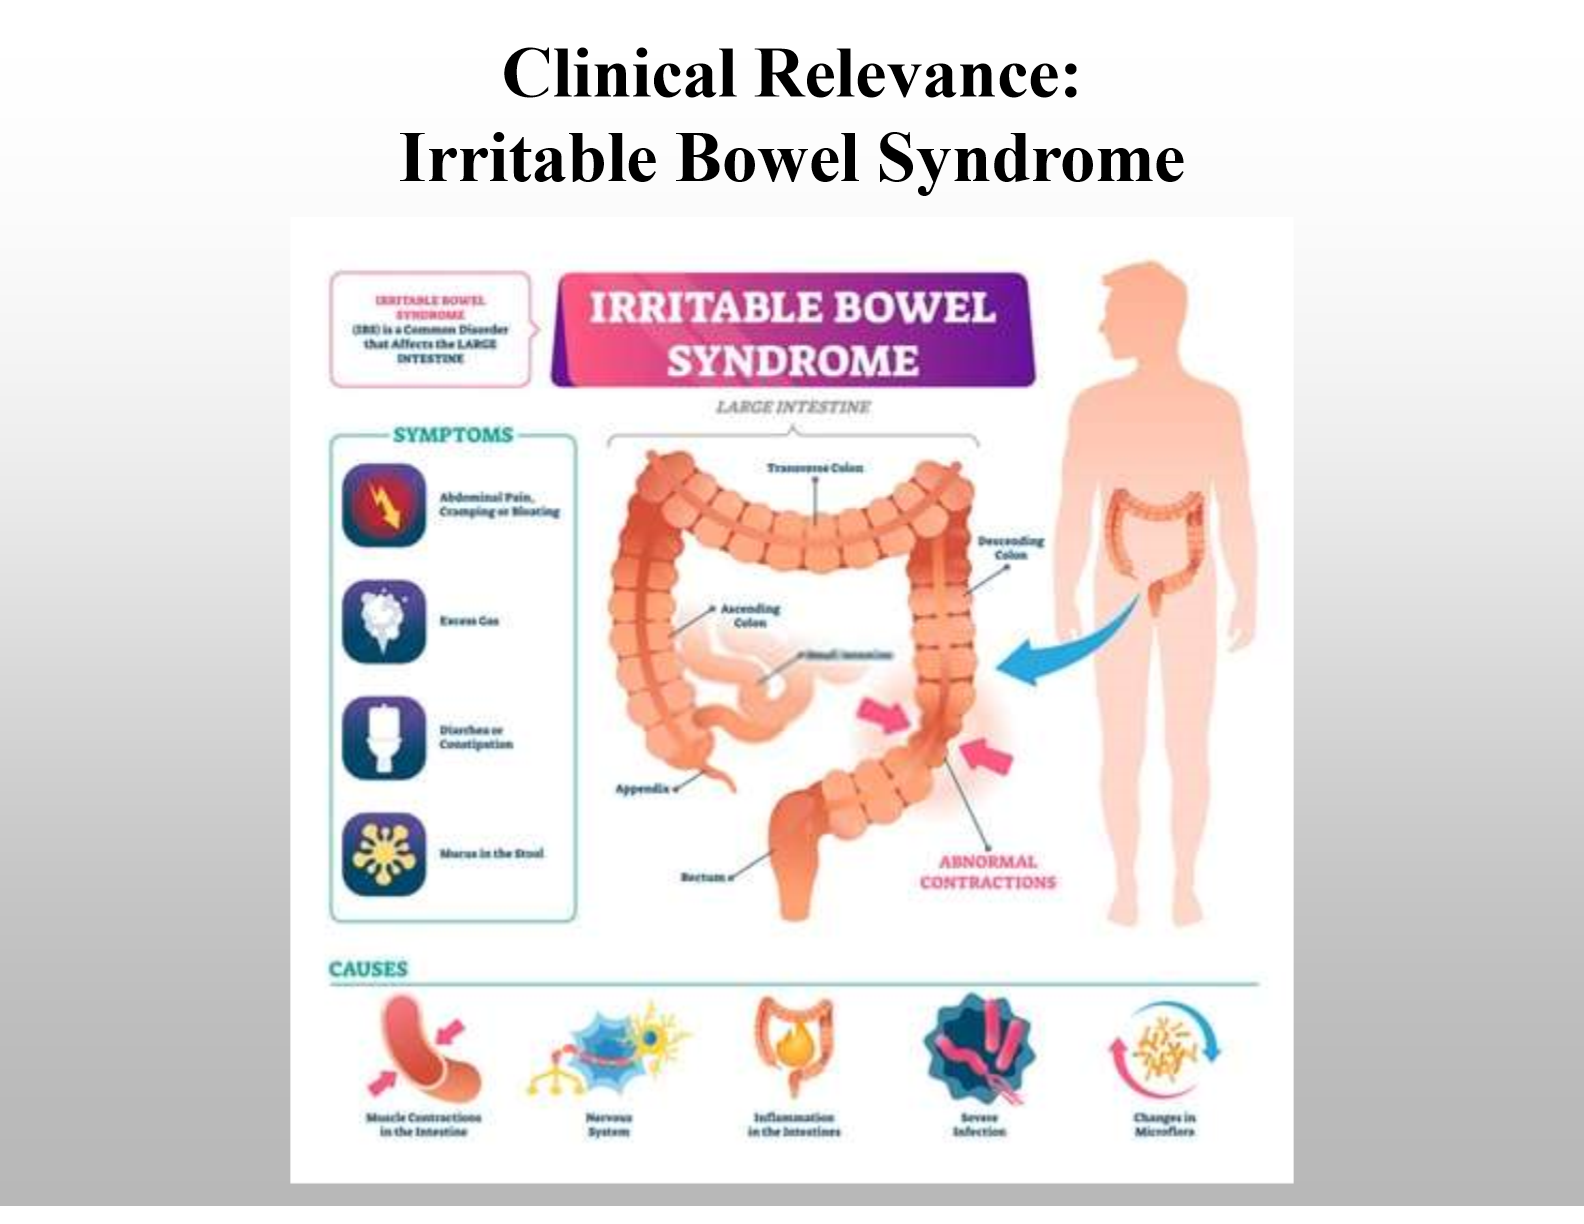 Clinical Relevance:
Irritable Bowel Syndrome
IRRITABLE BOWEL
SYNDROME
(IBS) is a Common Disorder
that Affects the LARGE
INTESTINE
IRRITABLE BOWEL
SYNDROME
LARGE INTESTINE
SYMPTOMS
Abdominal Pain,
Cramping or Bloating
Excess Gas
Diarrhea or
Constipation
Mucus in the Stool
Transverse Colon
Descending
Colon
Ascending
Colon
Small Intestine
Appendix
Rectum
ABNORMAL
CONTRACTIONS
CAUSES
Muscle Contractions
in the Intestine
Nervous
System
Inflammation
in the Intestines
Severe
Infection
Changes in
Microflora